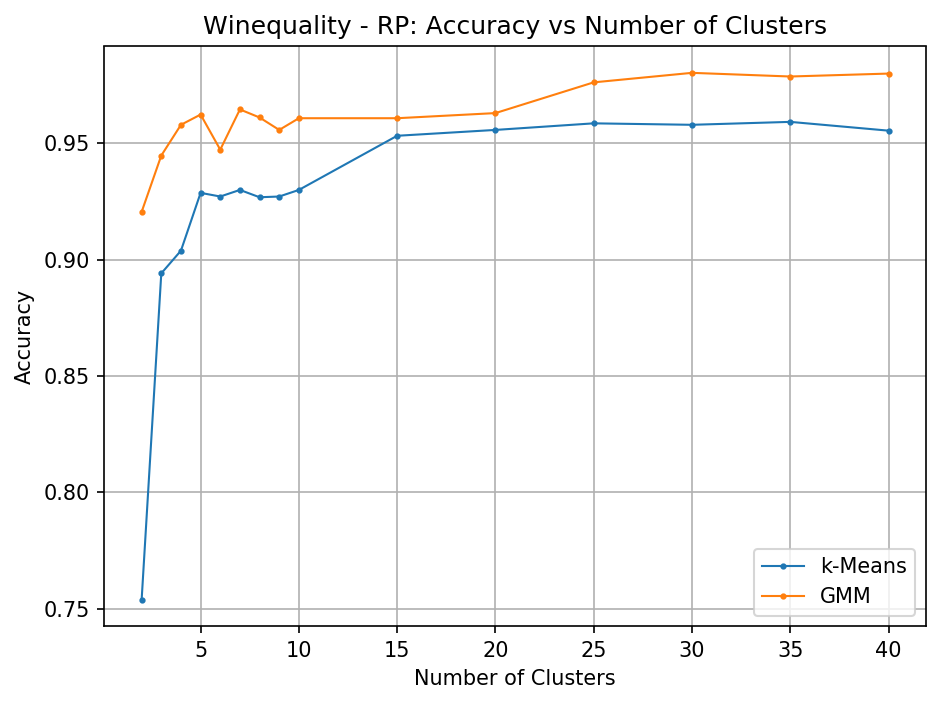 Winequality - RP: Accuracy vs Number of Clusters
Accuracy
0.95
0.90
0.85
0.80
0.75
5 10 15 20 25 30 35 40
Number of Clusters
k-Means
GMM